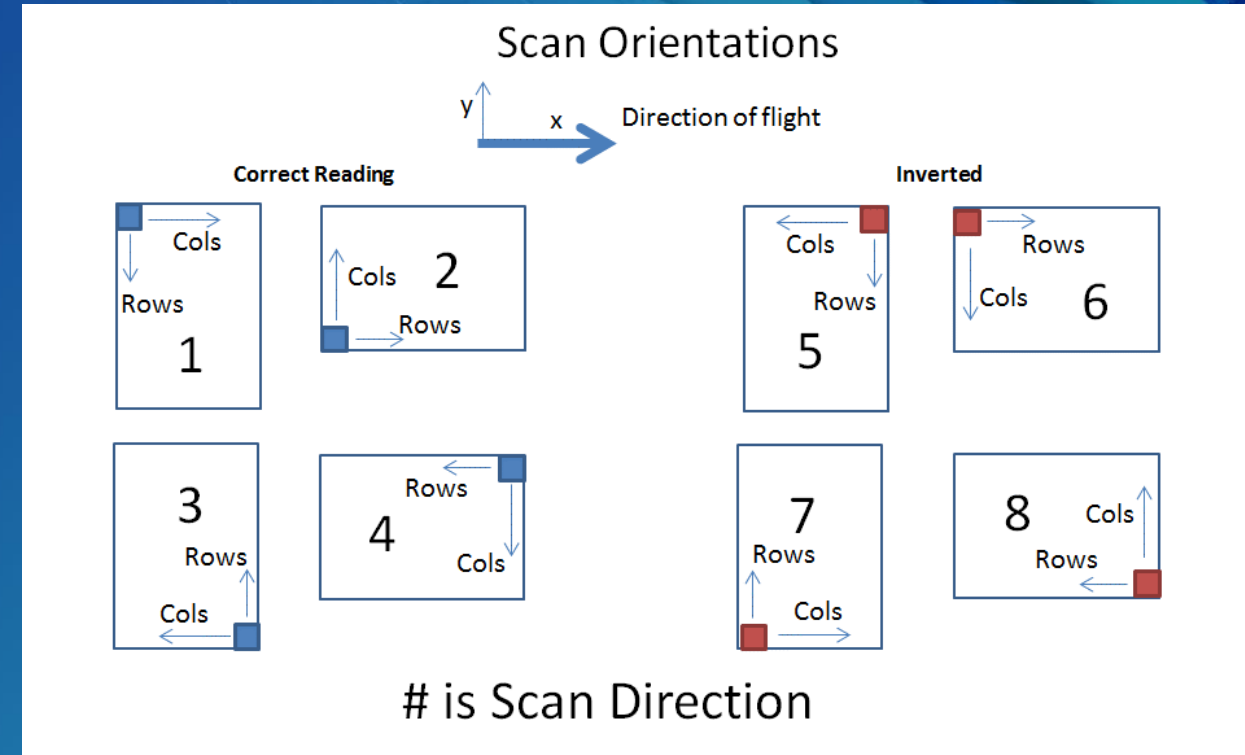 Scan Orientations
y
x
Direction of flight
Correct Reading
Inverted
Cols
Rows
1
Cols
2
Rows
Cols
Rows
5
Rows
Cols
6
3
Rows
Cols
Rows
4
Cols
7
Rows
Cols
8
Cols
Rows
# is Scan Direction